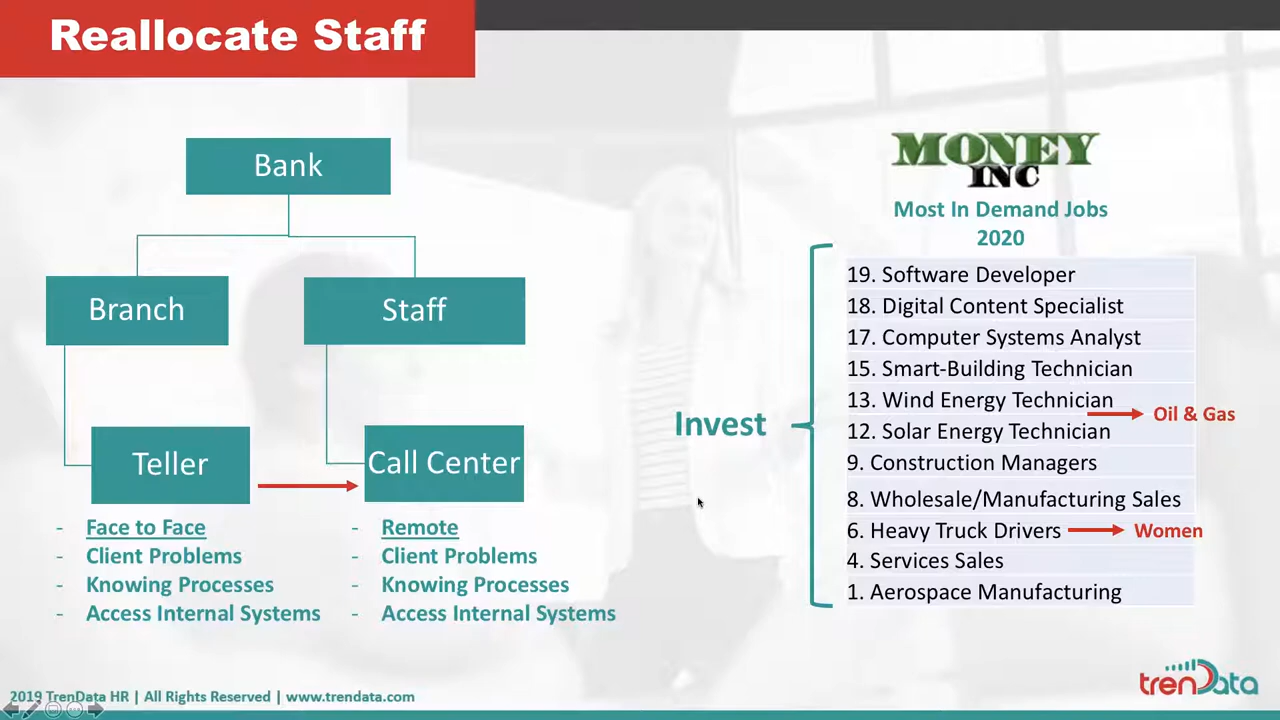 Reallocate Staff
Bank
Branch
Staff
Teller
Call Center
- Face to Face
- Client Problems
- Knowing Processes
- Access Internal Systems
- Remote
- Client Problems
- Knowing Processes
- Access Internal Systems
MONEY
INC
Most In Demand Jobs
2020
Invest
19. Software Developer
18. Digital Content Specialist
17. Computer Systems Analyst
15. Smart-Building Technician
13. Wind Energy Technician
Oil & Gas
12. Solar Energy Technician
9. Construction Managers
8. Wholesale/Manufacturing Sales
6. Heavy Truck Drivers
Women
4. Services Sales
1. Aerospace Manufacturing
2019 TrenData HR | All Rights Reserved | www.trendata.com
trenData